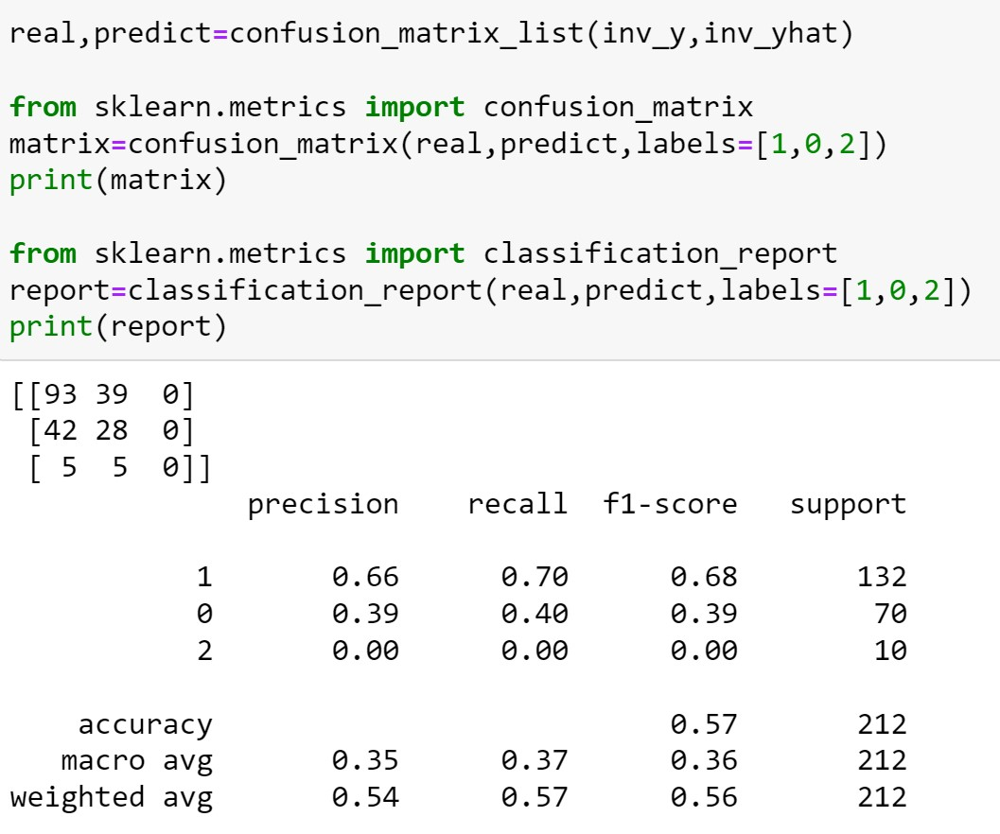 real,predict=confusion_matrix_list(inv_y,inv_yhat)
from sklearn.metrics import confusion_matrix
matrix=confusion_matrix(real,predict,labels=[1,0,2])
print(matrix)
from sklearn.metrics import classification_report
report=classification_report(real,predict,labels=[1,0,2])
print(report)
[[93 39  0]
 [42 28  0]
 [ 5  5  0]]
              precision    recall  f1-score   support
           1       0.66      0.70      0.68       132
           0       0.39      0.40      0.39        70
           2       0.00      0.00      0.00        10
    accuracy                           0.57       212
   macro avg       0.35      0.37      0.36       212
weighted avg       0.54      0.57      0.56       212